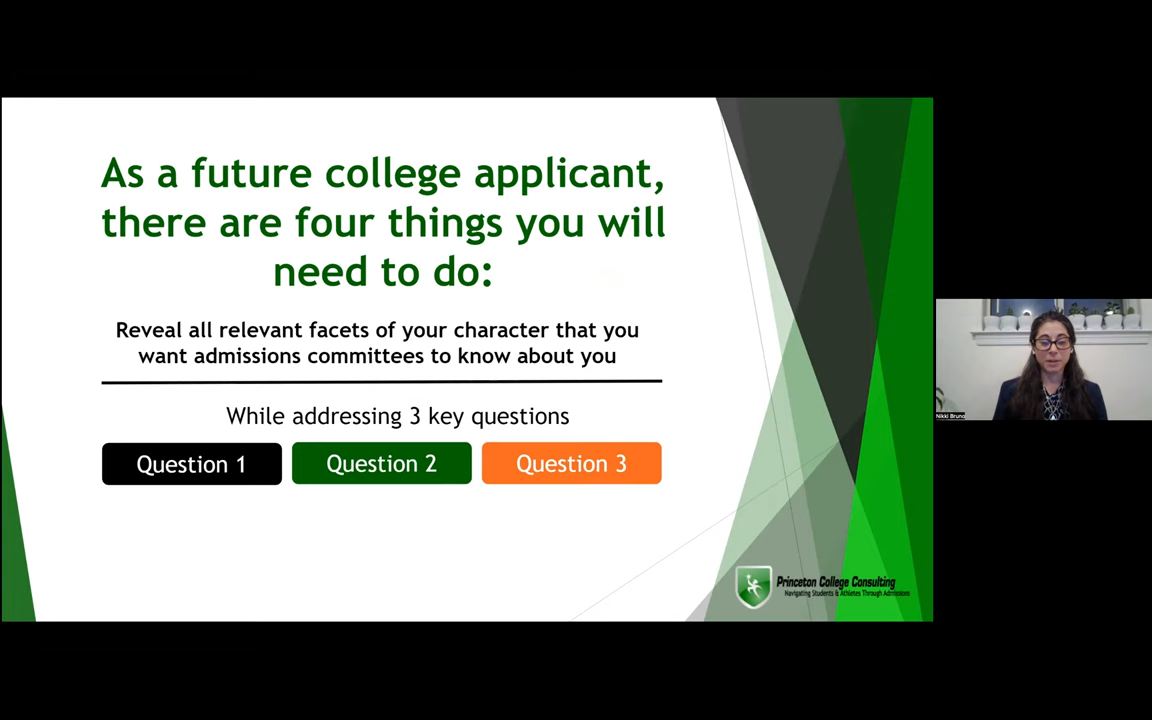 As a future college applicant,
there are four things you will
need to do:
Reveal all relevant facets of your character that you
want admissions committees to know about you
While addressing 3 key questions
Question 1
Question 2
Question 3
Princeton College Consulting
Navigating Students & Athletes Through Admissions
Nikki Bruno